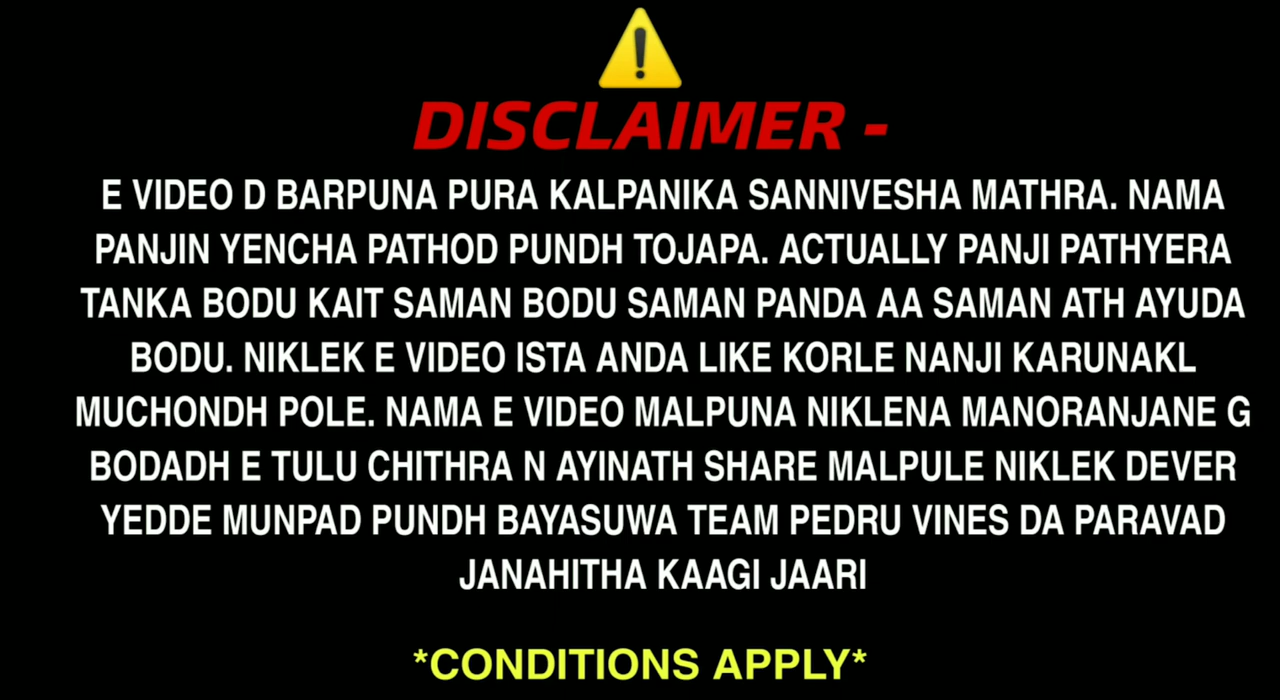 DISCLAIMER -
E VIDEO D BARPUNA PURA KALPANIKA SANNIVESHA MATHRA. NAMA
PANJIN YENCHA PATHOD PUNDH TOJAPA. ACTUALLY PANJI PATHYERA
TANKA BODU KAIT SAMAN BODU SAMAN PANDA AA SAMAN ATH AYUDA
BODU. NIKLEK E VIDEO ISTA ANDA LIKE KORLE NANJI KARUNAKL
MUCHONDH POLE. NAMA E VIDEO MALPUNA NIKLENA MANORANJANE G
BODADH E TULU CHITHRA N AYINATH SHARE MALPULE NIKLEK DEVER
YEDDE MUNPAD PUNDH BAYASUWA TEAM PEDRU VINES DA PARAVAD
JANAHITHA KAAGI JAARI
*CONDITIONS APPLY*